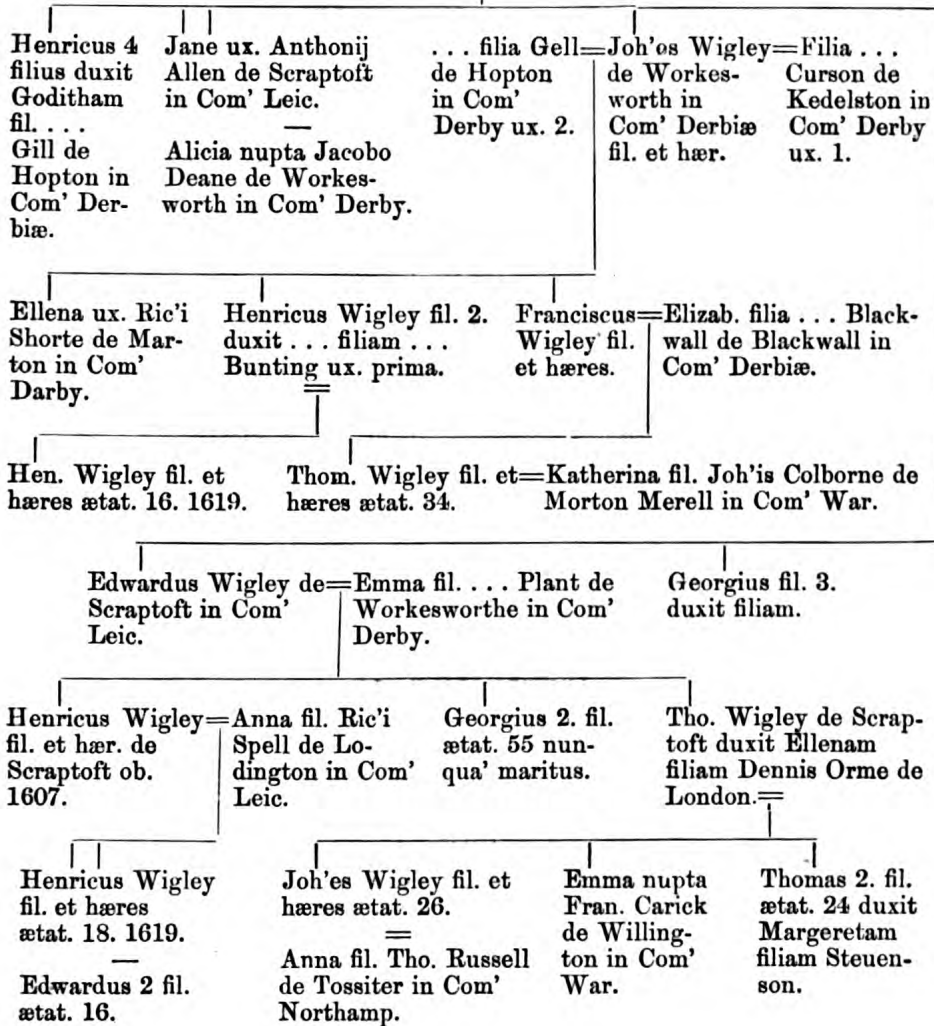 Henricus 4
filius duxit
Goditham
fil. . . .
Gill de
Hopton in
Com' Der-
biæ.
Jane ux. Anthonij
Allen de Scraptoft
in Com' Leic.
—
Alicia nupta Jacobo
Deane de Workes-
worth in Com' Derby.
. . . filia Gell=
de Hopton
in Com'
Derby ux. 2.
Joh'es Wigley=
de Workes-
worth in
Com' Derbiæ
fil. et hær.
Filia . . .
Curson de
Kedelston in
Com' Derby
ux. 1.
Ellena ux. Ric'i
Shorte de Mar-
ton in Com'
Darby.
Henricus Wigley fil. 2.
duxit . . . filiam . . .
Bunting ux. prima.
=
Franciscus=
Wigley fil.
et hæres.
Elizab. filia . . . Black-
wall de Blackwall in
Com' Derbiæ.
Hen. Wigley fil. et
hæres ætat. 16. 1619.
Thom. Wigley fil. et=
hæres ætat. 34.
Katherina fil. Joh'is Colborne de
Morton Merell in Com' War.
Edwardus Wigley de=
Scraptoft in Com'
Leic.
Emma fil. . . . Plant de
Workesworthe in Com'
Derby.
Georgius fil. 3.
duxit filiam.
Henricus Wigley=
fil. et hær. de
Scraptoft ob.
1607.
Anna fil. Ric'i
Spell de Lo-
dington in Com'
Leic.
Georgius 2. fil.
ætat. 55 nun-
qua' maritus.
Tho. Wigley de Scrap-
toft duxit Ellenam
filiam Dennis Orme de
London.=
Henricus Wigley
fil. et hæres
ætat. 18. 1619.
—
Edwardus 2 fil.
ætat. 16.
Joh'es Wigley fil. et
hæres ætat. 26.
=
Anna fil. Tho. Russell
de Tossiter in Com'
Northamp.
Emma nupta
Fran. Carick
de Willing-
ton in Com'
War.
Thomas 2. fil.
ætat. 24 duxit
Margeretam
filiam Steuen-
son.